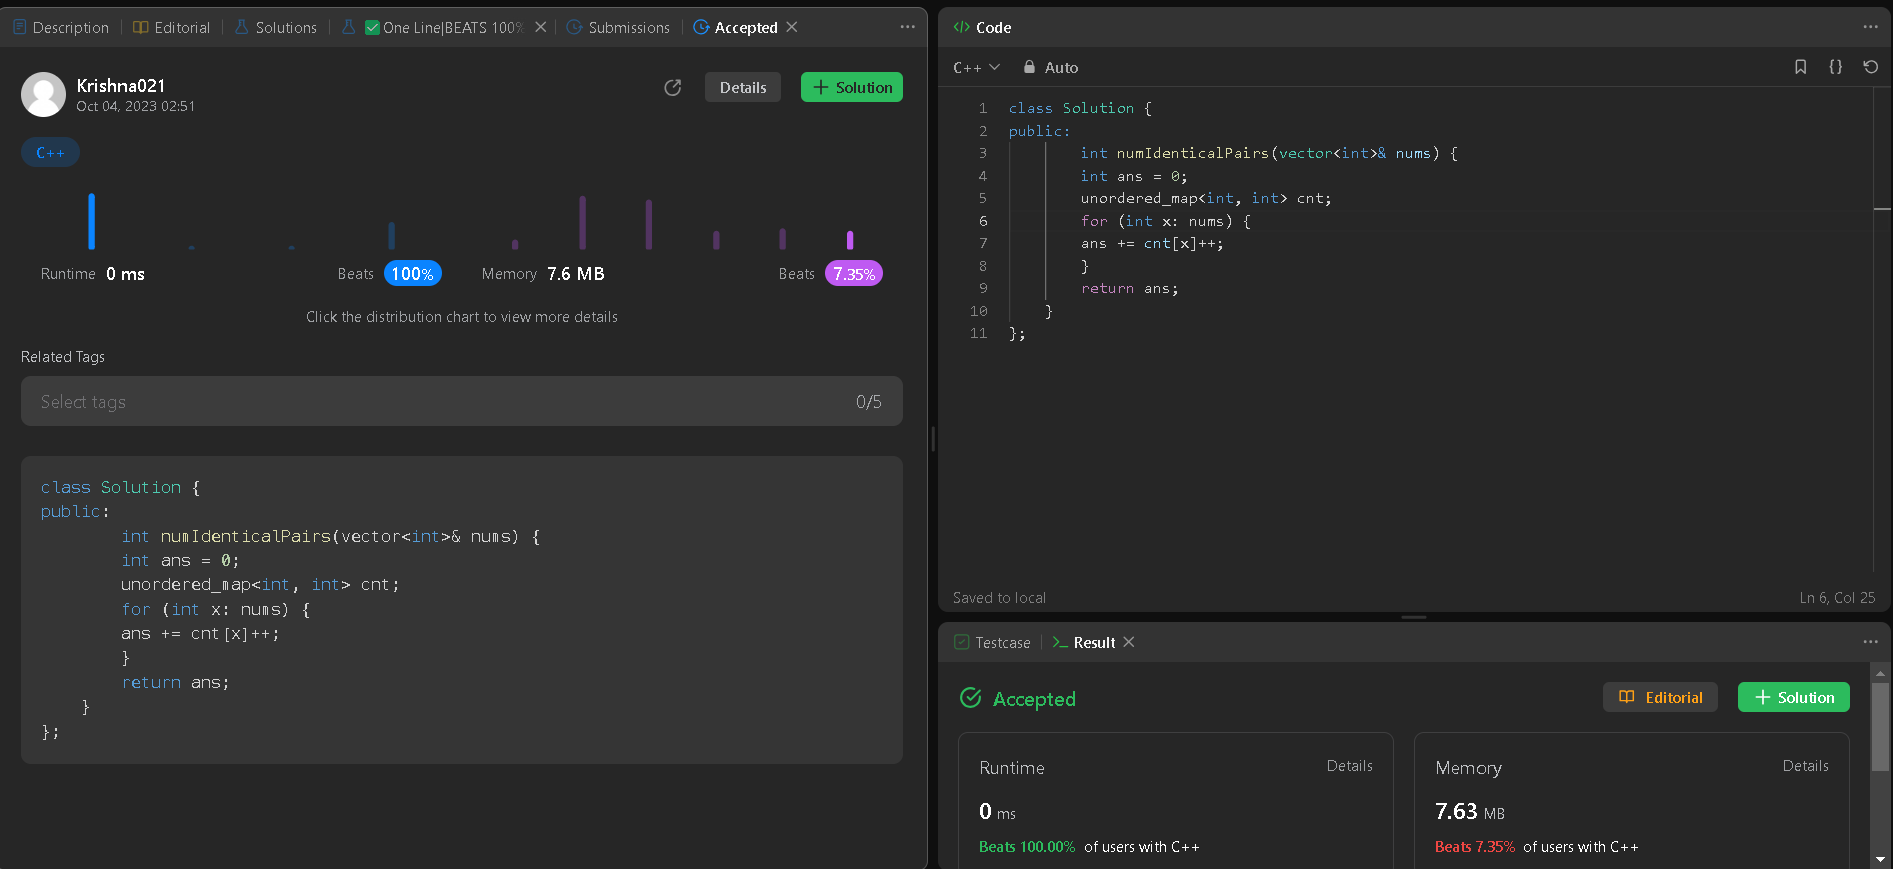 Description
Editorial
Solutions
One Line|BEATS 100%
Submissions
Accepted
Krishna021
Oct 04, 2023 02:51
Details
Solution
C++
Runtime 0 ms
Beats 100%
Memory 7.6 MB
Beats 7.35%
Click the distribution chart to view more details
Related Tags
Select tags
0/5
class Solution {
public:
int numIdenticalPairs(vector<int>& nums) {
int ans = 0;
unordered_map<int, int> cnt;
for (int x: nums) {
ans += cnt[x]++;
}
return ans;
}
};
</> Code
C++
Auto
{}
1 class Solution {
2 public:
3 int numIdenticalPairs(vector<int>& nums) {
4 int ans = 0;
5 unordered_map<int, int> cnt;
6 for (int x: nums) {
7 ans += cnt[x]++;
8 }
9 return ans;
10 }
11 };
Saved to local
Ln 6, Col 25
Testcase
>_ Result
Accepted
Editorial
Solution
Runtime
Details
0 ms
Beats 100.00% of users with C++
Memory
Details
7.63 MB
Beats 7.35% of users with C++